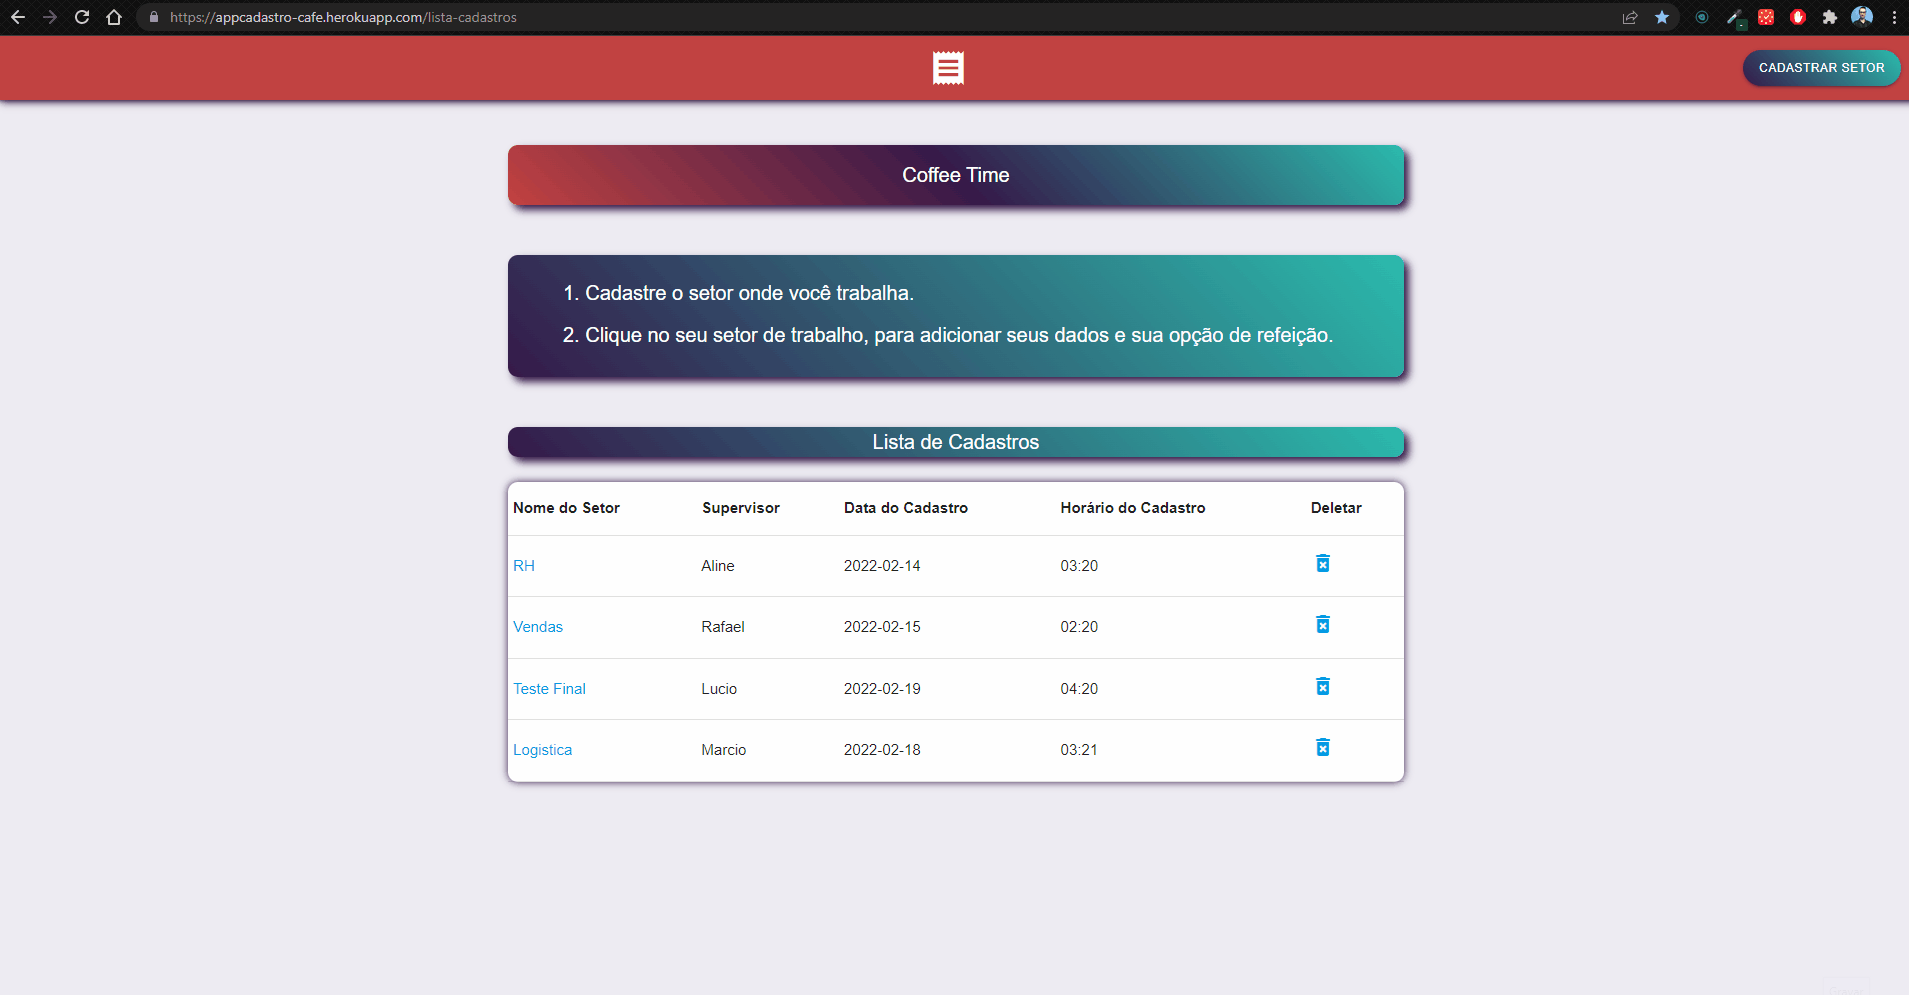 https://appcadastro-cafe.herokuapp.com/lista-cadastros
CADASTRAR SETOR
Coffee Time
1. Cadastre o setor onde você trabalha.
2. Clique no seu setor de trabalho, para adicionar seus dados e sua opção de refeição.
Lista de Cadastros
Nome do Setor Supervisor Data do Cadastro Horário do Cadastro Deletar
RH Aline 2022-02-14 03:20
Vendas Rafael 2022-02-15 02:20
Teste Final Lucio 2022-02-19 04:20
Logistica Marcio 2022-02-18 03:21